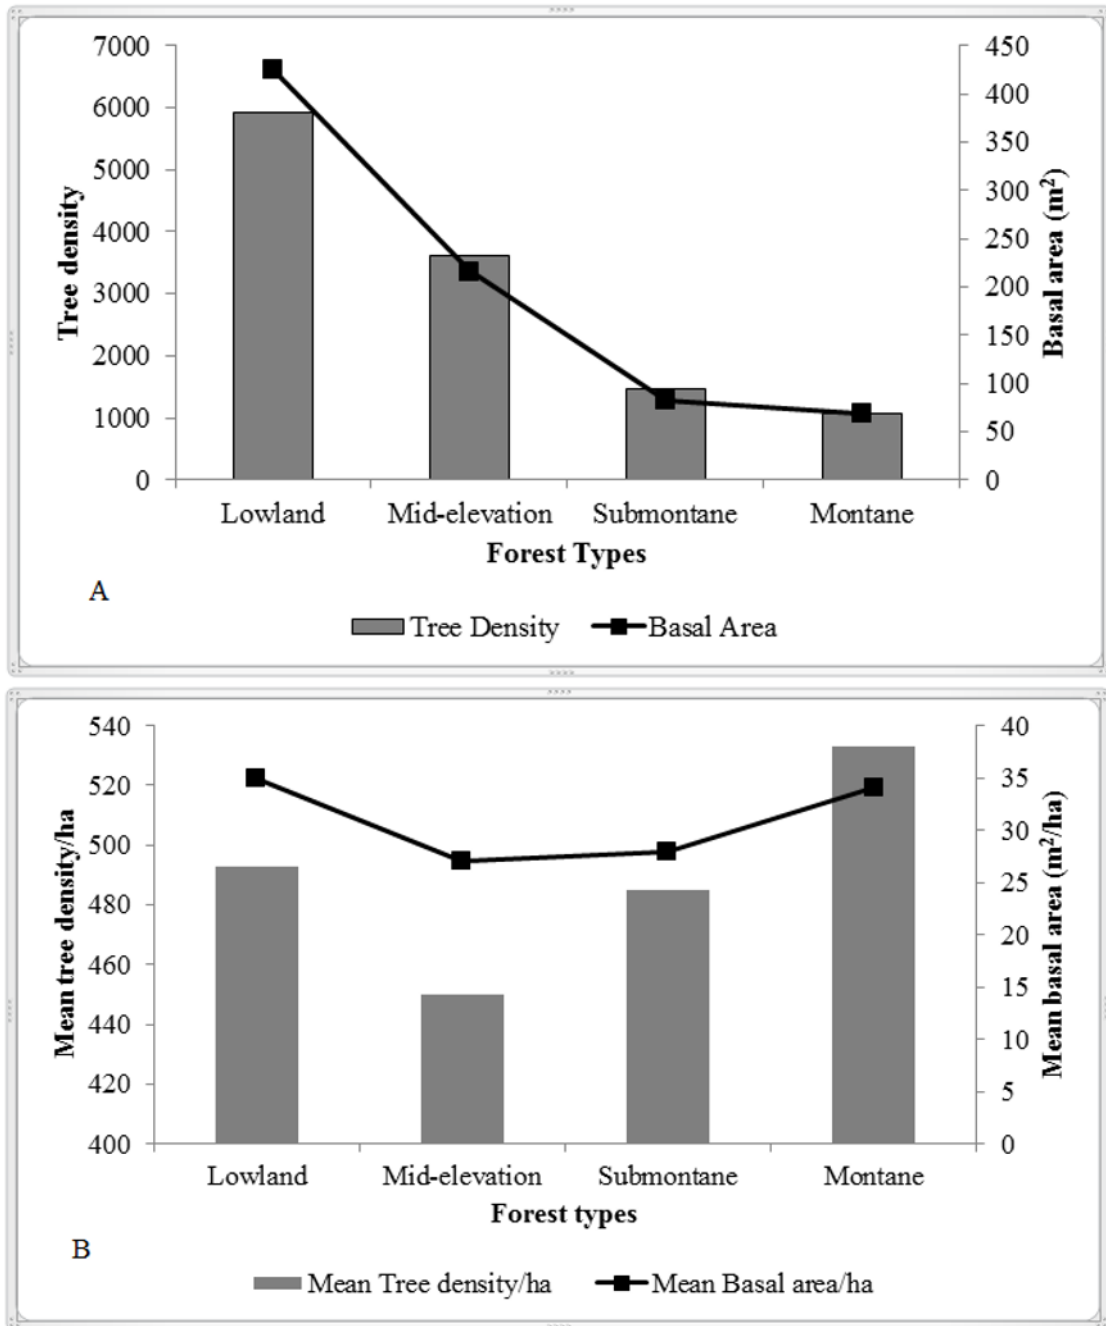 7000
6000
5000
4000
3000
2000
1000
0
Tree density
450
400
350
300
250
200
150
100
50
0
Basal area (m²)
Lowland Mid-elevation Submontane Montane
Forest Types
A
Tree Density Basal Area
540
520
500
480
460
440
420
400
Mean tree density/ha
40
35
30
25
20
15
10
5
0
Mean basal area (m²/ha)
Lowland Mid-elevation Submontane Montane
Forest types
B
Mean Tree density/ha Mean Basal area/ha